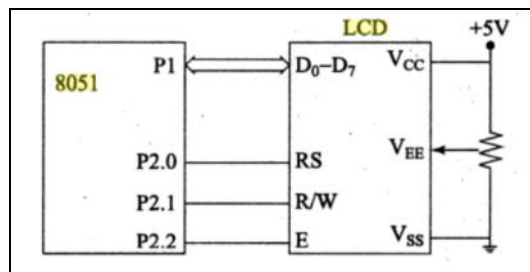 LCD
+5V
8051
P1
D0–D7
VCC
VEE
P2.0
RS
P2.1
R/W
P2.2
E
VSS